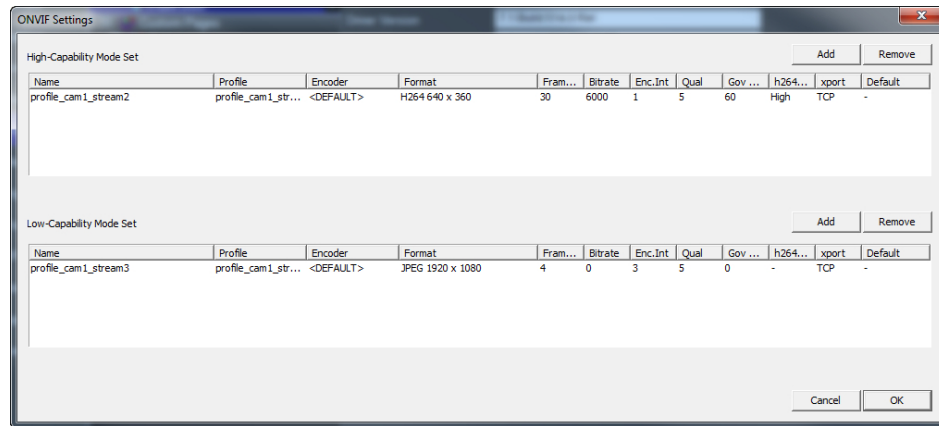 ONVIF Settings
High-Capability Mode Set
Add Remove
Name Profile Encoder Format Fram... Bitrate Enc.Int Qual Gov ... h264... xport Default
profile_cam1_stream2 profile_cam1_str... <DEFAULT> H264 640 x 360 30 6000 1 5 60 High TCP -
Low-Capability Mode Set
Add Remove
Name Profile Encoder Format Fram... Bitrate Enc.Int Qual Gov ... h264... xport Default
profile_cam1_stream3 profile_cam1_str... <DEFAULT> JPEG 1920 x 1080 4 0 3 5 0 - TCP -
Cancel OK